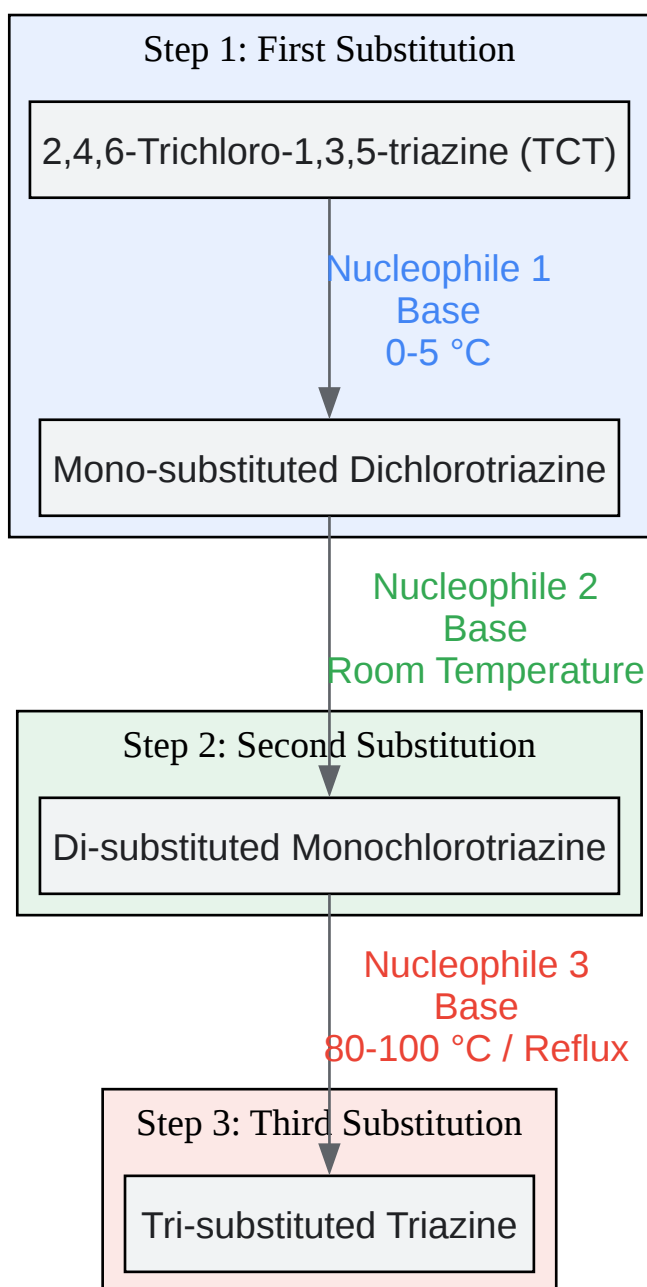 Step 1: First Substitution
2,4,6-Trichloro-1,3,5-triazine (TCT)
Nucleophile 1
Base
0-5 °C
Mono-substituted Dichlorotriazine
Nucleophile 2
Base
Room Temperature
Step 2: Second Substitution
Di-substituted Monochlorotriazine
Nucleophile 3
Base
80-100 °C / Reflux
Step 3: Third Substitution
Tri-substituted Triazine